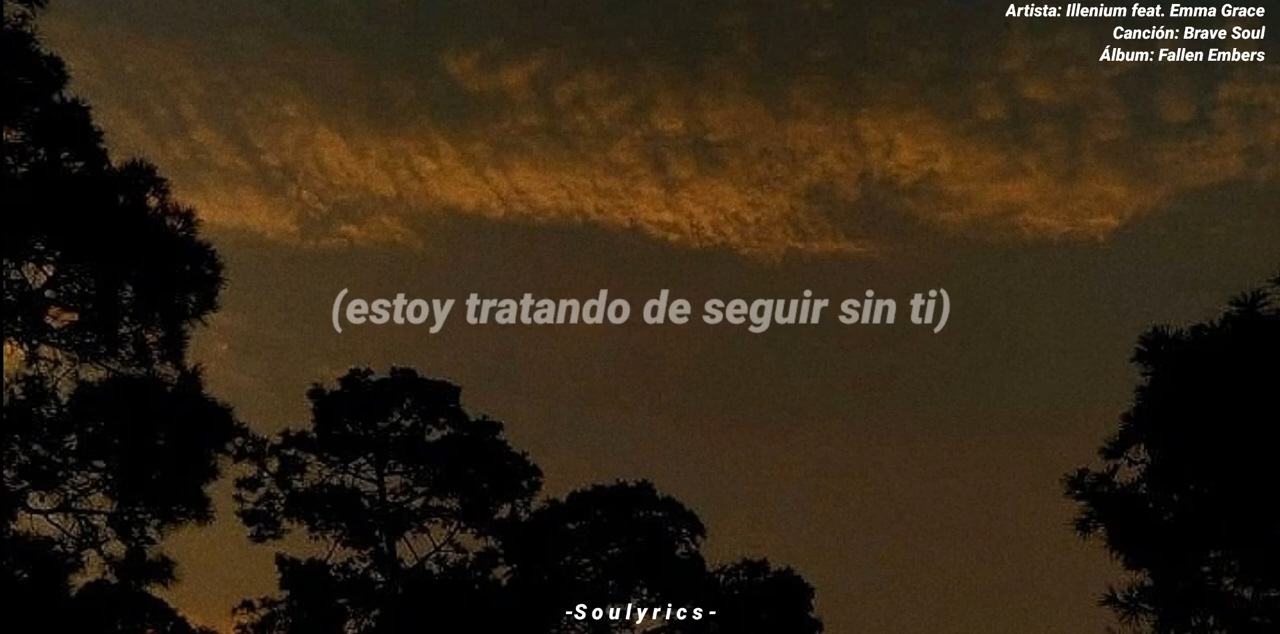 Artista: Illenium feat. Emma Grace
Canción: Brave Soul
Álbum: Fallen Embers
(estoy tratando de seguir sin ti)
-Soulyrics-